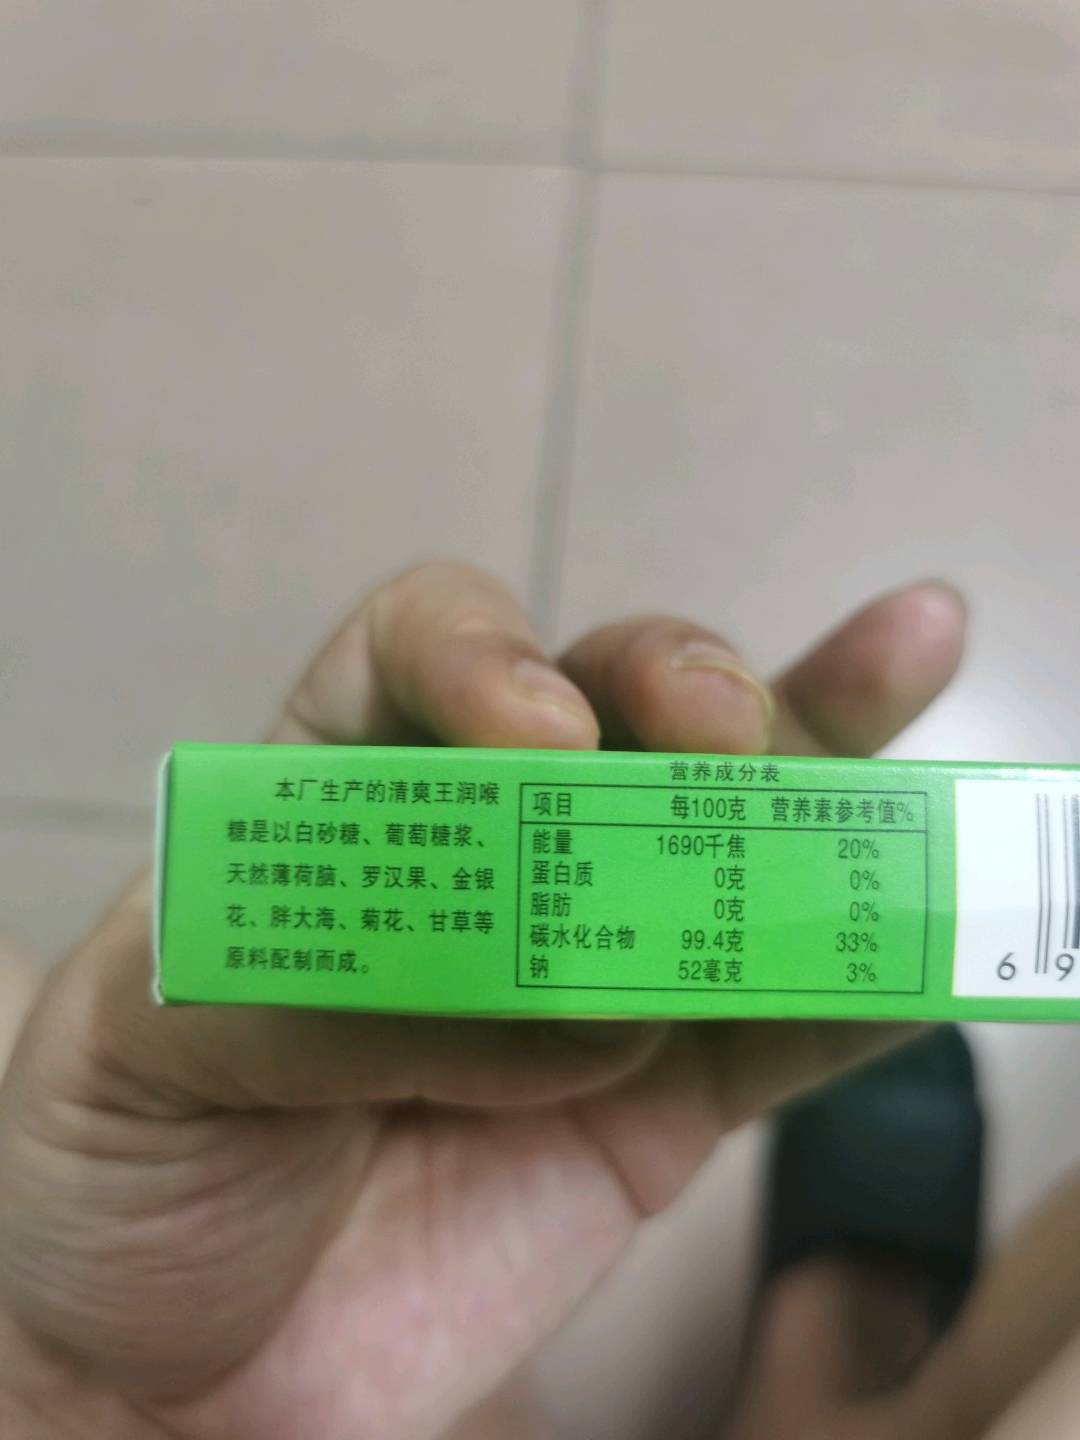 本厂生产的清爽王润喉
糖是以白砂糖、葡萄糖浆、
天然薄荷脑、罗汉果、金银
花、胖大海、菊花、甘草等
原料配制而成。
营养成分表
项目 每100克 营养素参考值%
能量 1690千焦 20%
蛋白质 0克 0%
脂肪 0克 0%
碳水化合物 99.4克 33%
钠 52毫克 3%
6 9